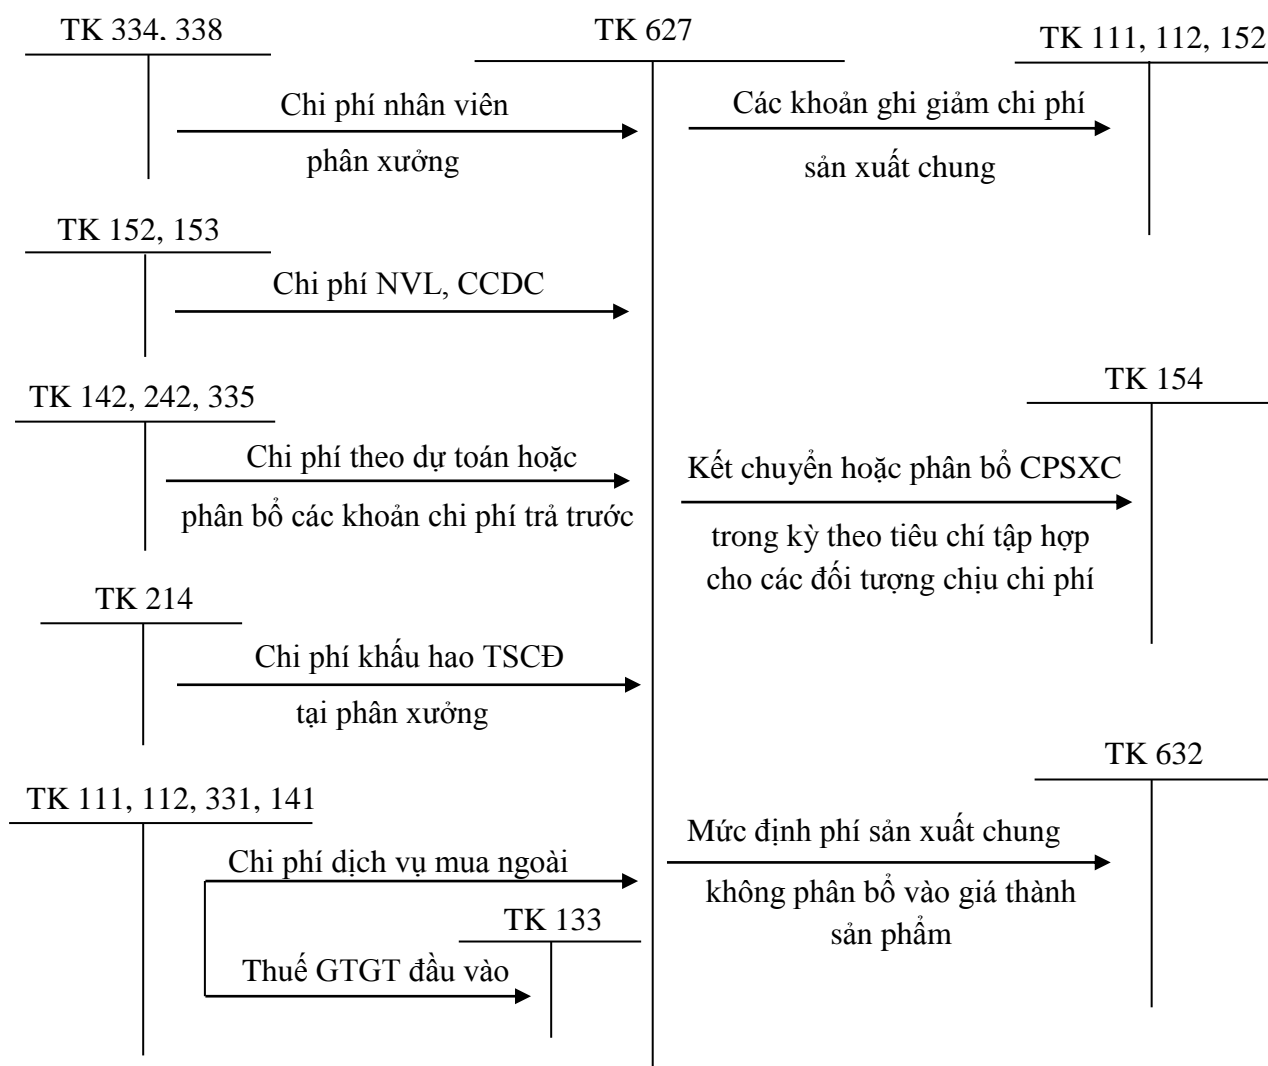 TK 334, 338
TK 627
TK 111, 112, 152
Chi phí nhân viên
phân xưởng
Các khoản ghi giảm chi phí
sản xuất chung
TK 152, 153
Chi phí NVL, CCDC
TK 142, 242, 335
Chi phí theo dự toán hoặc
phân bổ các khoản chi phí trả trước
TK 154
Kết chuyển hoặc phân bổ CPSXC
trong kỳ theo tiêu chí tập hợp
cho các đối tượng chịu chi phí
TK 214
Chi phí khấu hao TSCĐ
tại phân xưởng
TK 111, 112, 331, 141
Chi phí dịch vụ mua ngoài
TK 133
Thuế GTGT đầu vào
TK 632
Mức định phí sản xuất chung
không phân bổ vào giá thành
sản phẩm